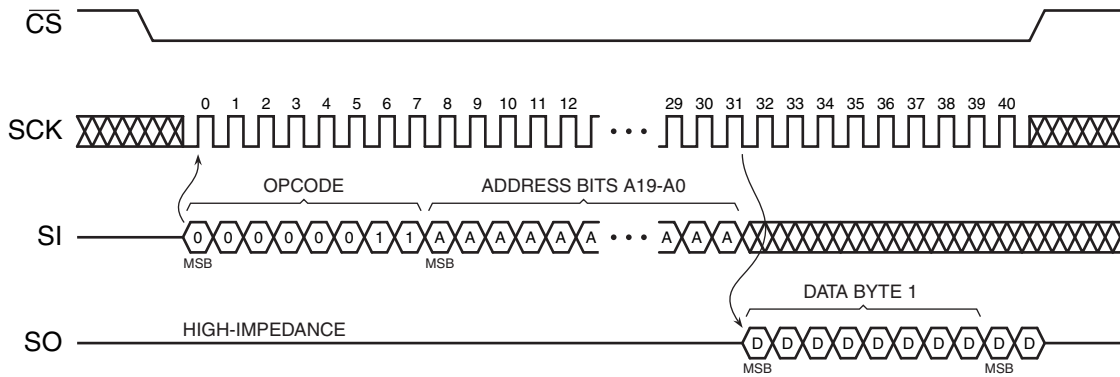 CS
0 1 2 3 4 5 6 7 8 9 10 11 12 29 30 31 32 33 34 35 36 37 38 39 40
SCK • • •
OPCODE ADDRESS BITS A19-A0
SI 0 0 0 0 0 0 1 1 A A A A A A • • • A A A
MSB MSB
DATA BYTE 1
HIGH-IMPEDANCE
SO D D D D D D D D D D
MSB MSB